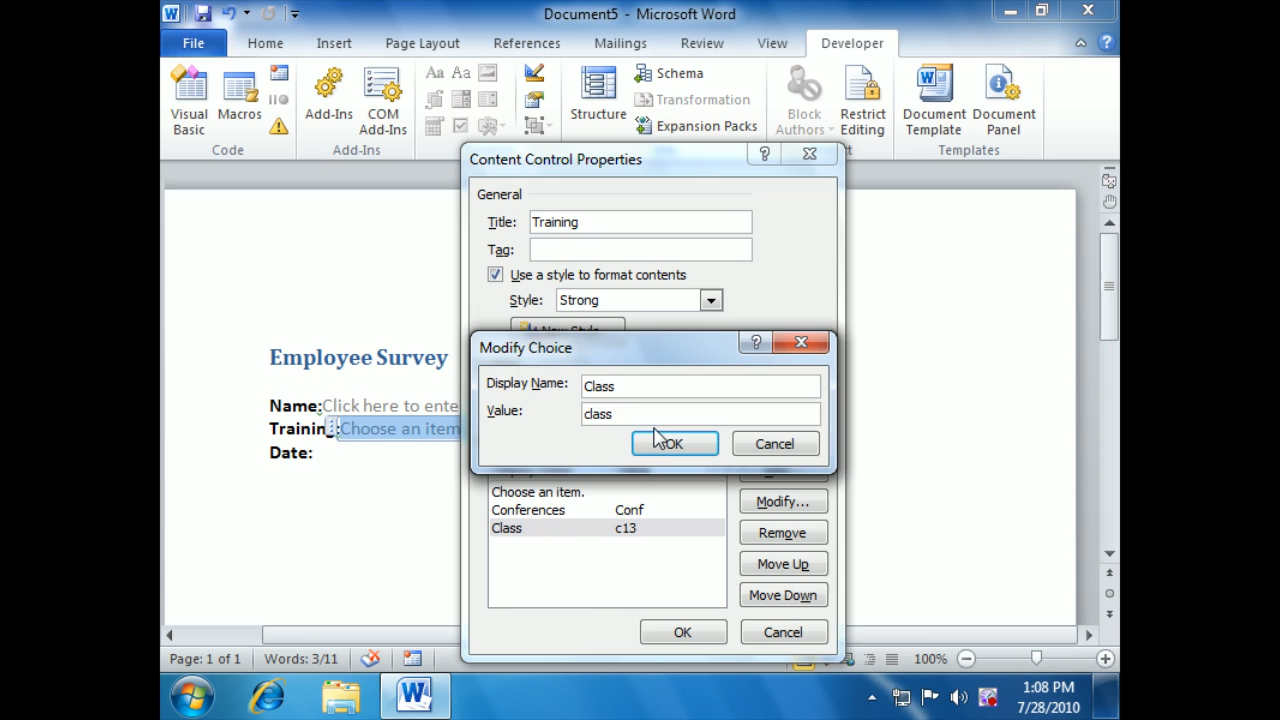 Document5 - Microsoft Word
File Home Insert Page Layout References Mailings Review View Developer
Visual Basic
Macros
Code
Add-Ins
COM Add-Ins
Add-Ins
Aa Aa
Structure
Schema
Transformation
Expansion Packs
Block Authors
Restrict Editing
Document Template
Document Panel
Templates
Content Control Properties
General
Title: Training
Tag:
Use a style to format contents
Style: Strong
New Style
Modify Choice
Display Name: Class
Value: class
OK Cancel
Employee Survey
Name:Click here to ente
Training:Choose an item
Date:
Choose an item.
Conferences Conf
Class c13
Modify...
Remove
Move Up
Move Down
OK Cancel
Page: 1 of 1 Words: 3/11 100%
1:08 PM
7/28/2010